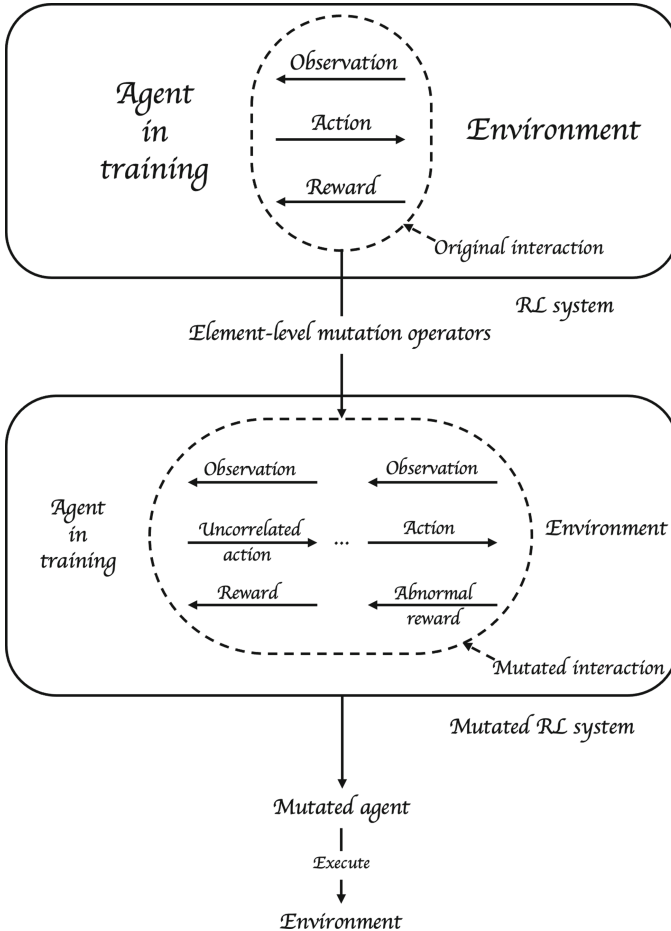 Observation
Agent
in
training
Action
Environment
Reward
Original interaction
RL system
Element-level mutation operators
Observation
Observation
Agent
in
training
Uncorrelated
action
...
Action
Environment
Reward
Abnormal
reward
Mutated interaction
Mutated RL system
Mutated agent
Execute
Environment